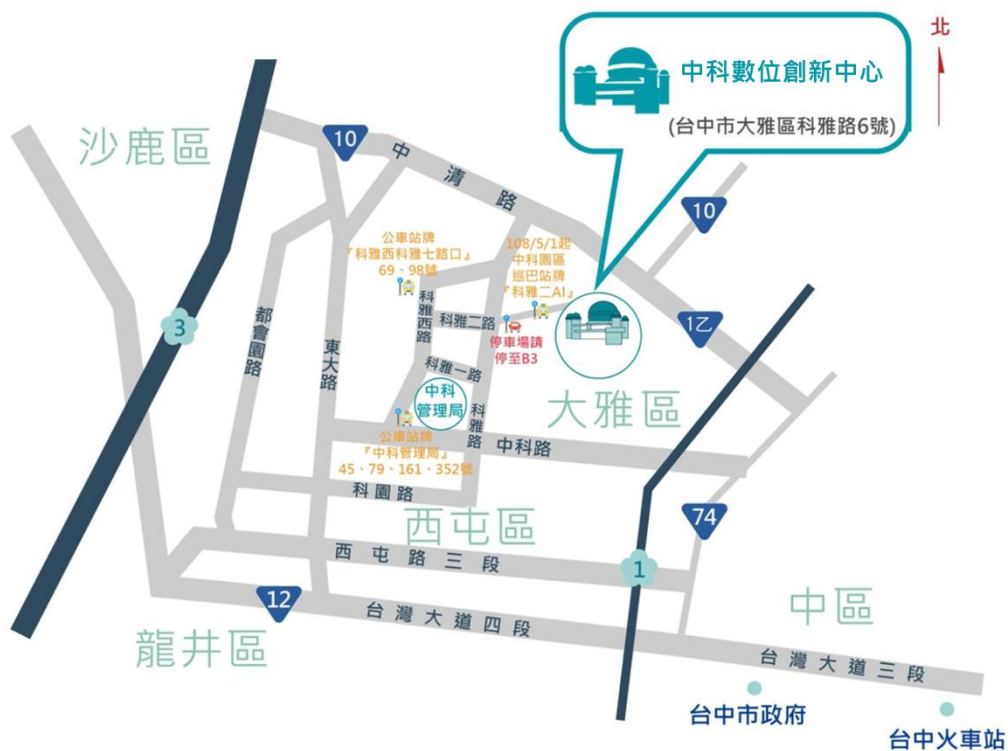 北
中科數位創新中心
(台中市大雅區科雅路6號)
沙鹿區
10
中清路
10
公車站牌
『科雅西科雅七路口』
69、98號
108/5/1起
中科園區
巡巴站牌
『科雅二AI』
3
都會園路
東大路
科雅西路
科雅二路
停車場請
停至B3
1乙
科雅一路
中科
管理局
科雅路
大雅區
公車站牌
『中科管理局』
45、79、161、352號
中科路
科園路
西屯區
74
西屯路三段
1
12
台灣大道四段
中區
龍井區
台灣大道三段
台中市政府
台中火車站